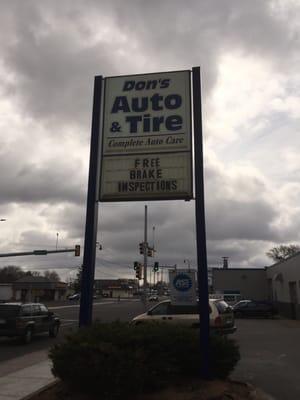 Don's
Auto
& Tire
Complete Auto Care
FREE
BRAKE
INSPECTIONS